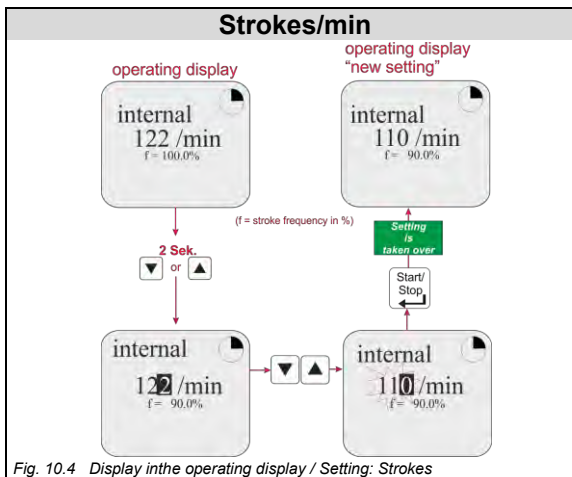 Strokes/min
operating display
internal
122 /min
f = 100.0%
operating display
“new setting”
internal
110 /min
f = 90.0%
(f = stroke frequency in %)
2 Sek.
or
Setting
is
taken over
Start/
Stop
internal
122 /min
f = 90.0%
internal
110 /min
f = 90.0%
Fig. 10.4 Display inthe operating display / Setting: Strokes